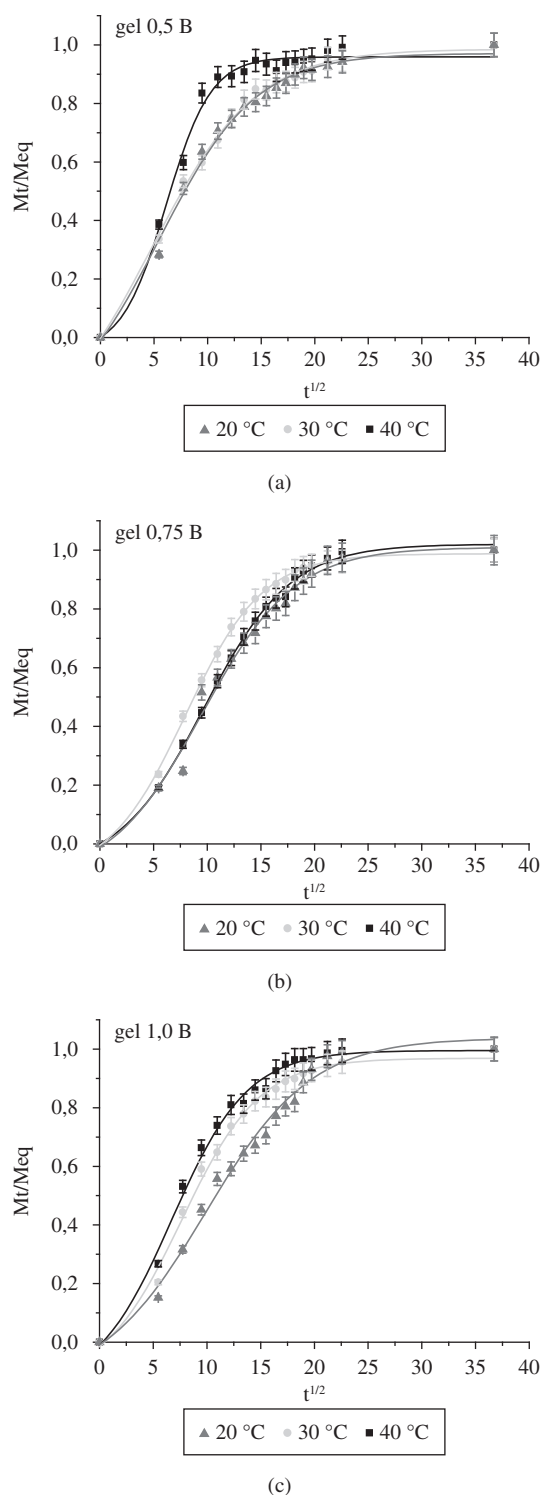 gel 0,5 B
1,0
0,8
0,6
0,4
0,2
0,0
Mt/Meq
0 5 10 15 20 25 30 35 40
t^{1/2}
20 °C 30 °C 40 °C
(a)
gel 0,75 B
1,0
0,8
0,6
0,4
0,2
0,0
Mt/Meq
0 5 10 15 20 25 30 35 40
t^{1/2}
20 °C 30 °C 40 °C
(b)
gel 1,0 B
1,0
0,8
0,6
0,4
0,2
0,0
Mt/Meq
0 5 10 15 20 25 30 35 40
t^{1/2}
20 °C 30 °C 40 °C
(c)